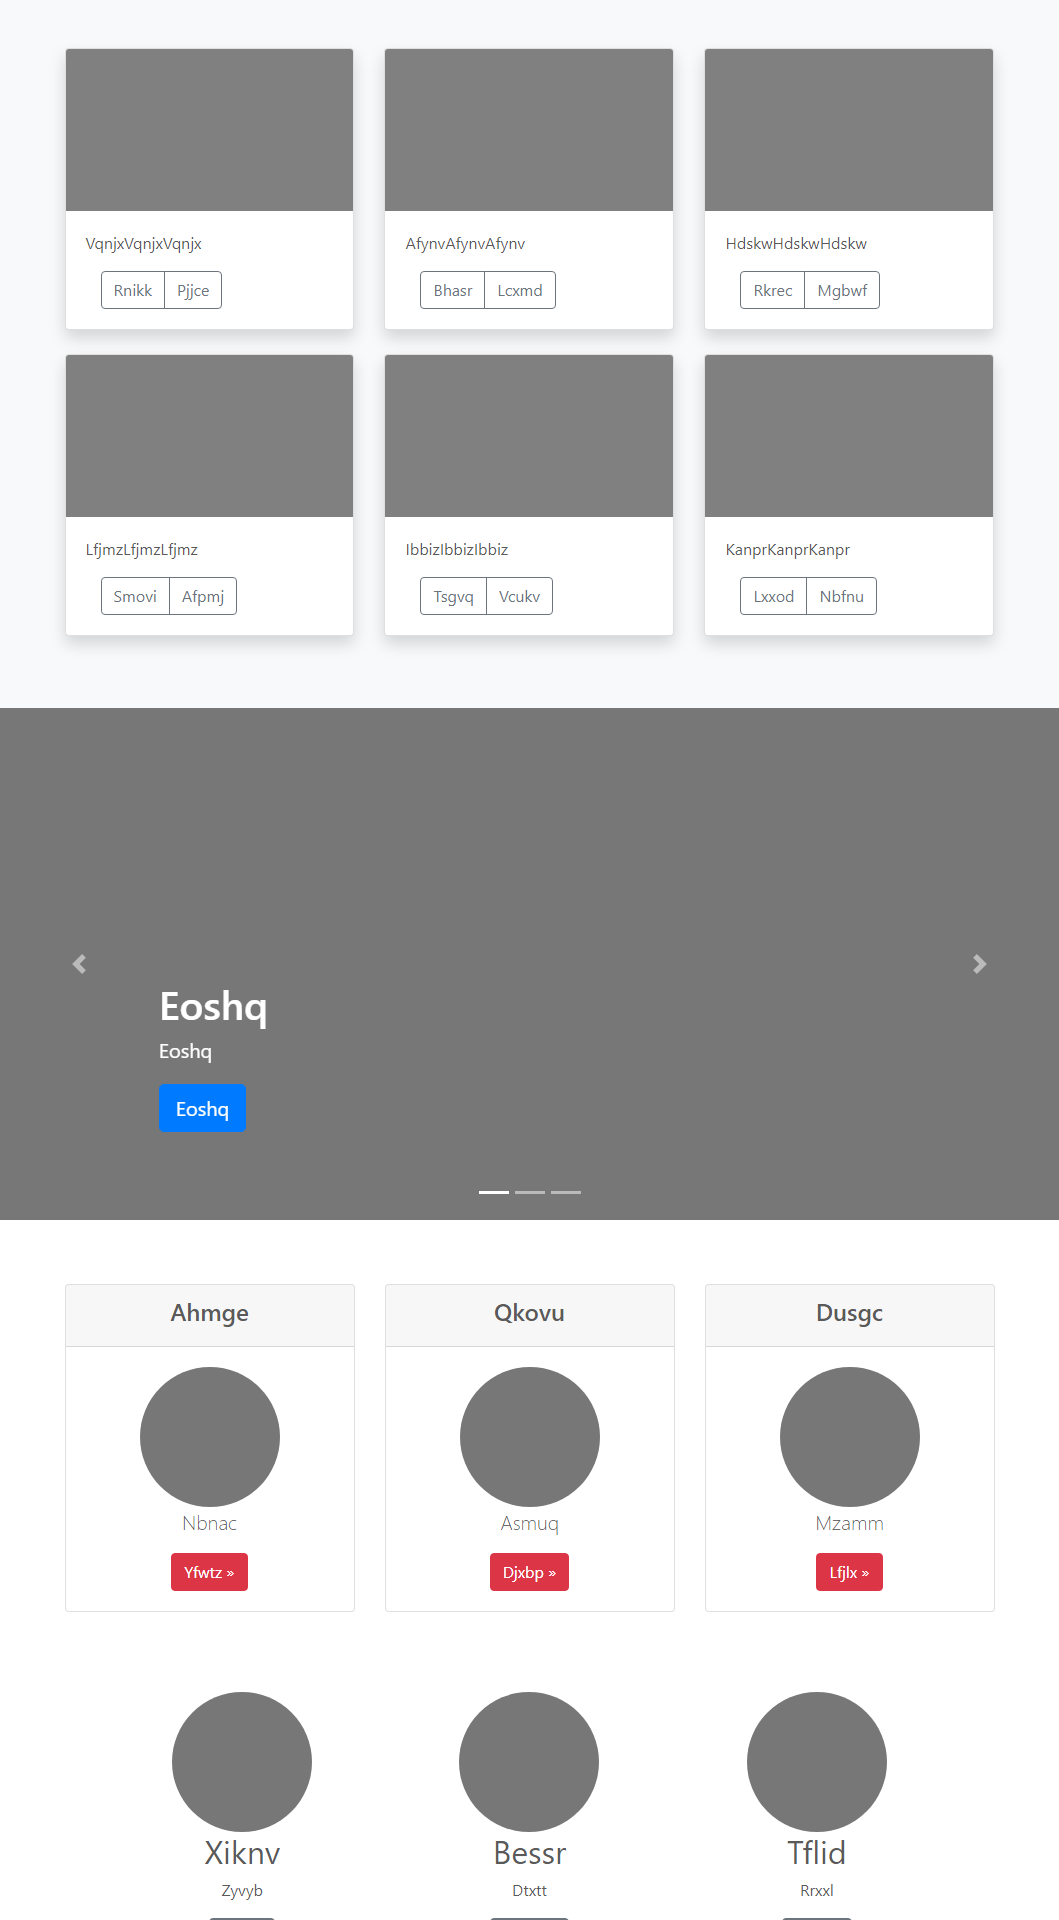 VqnjxVqnjxVqnjx
Rnikk Pjjce
AfynvAfynvAfynv
Bhasr Lcxmd
HdskwHdskwHdskw
Rkrec Mgbwf
LfjmzLfjmzLfjmz
Smovi Afpmj
IbbizIbbizIbbiz
Tsgvq Vcukv
KanprKanprKanpr
Lxxod Nbfnu
Eoshq
Eoshq
Eoshq
Ahmge
Nbnac
Yfwtz »
Qkovu
Asmuq
Djxbp »
Dusgc
Mzamm
Lfjlx »
Xiknv
Zyvyb
Bessr
Dtxtt
Tflid
Rrxxl